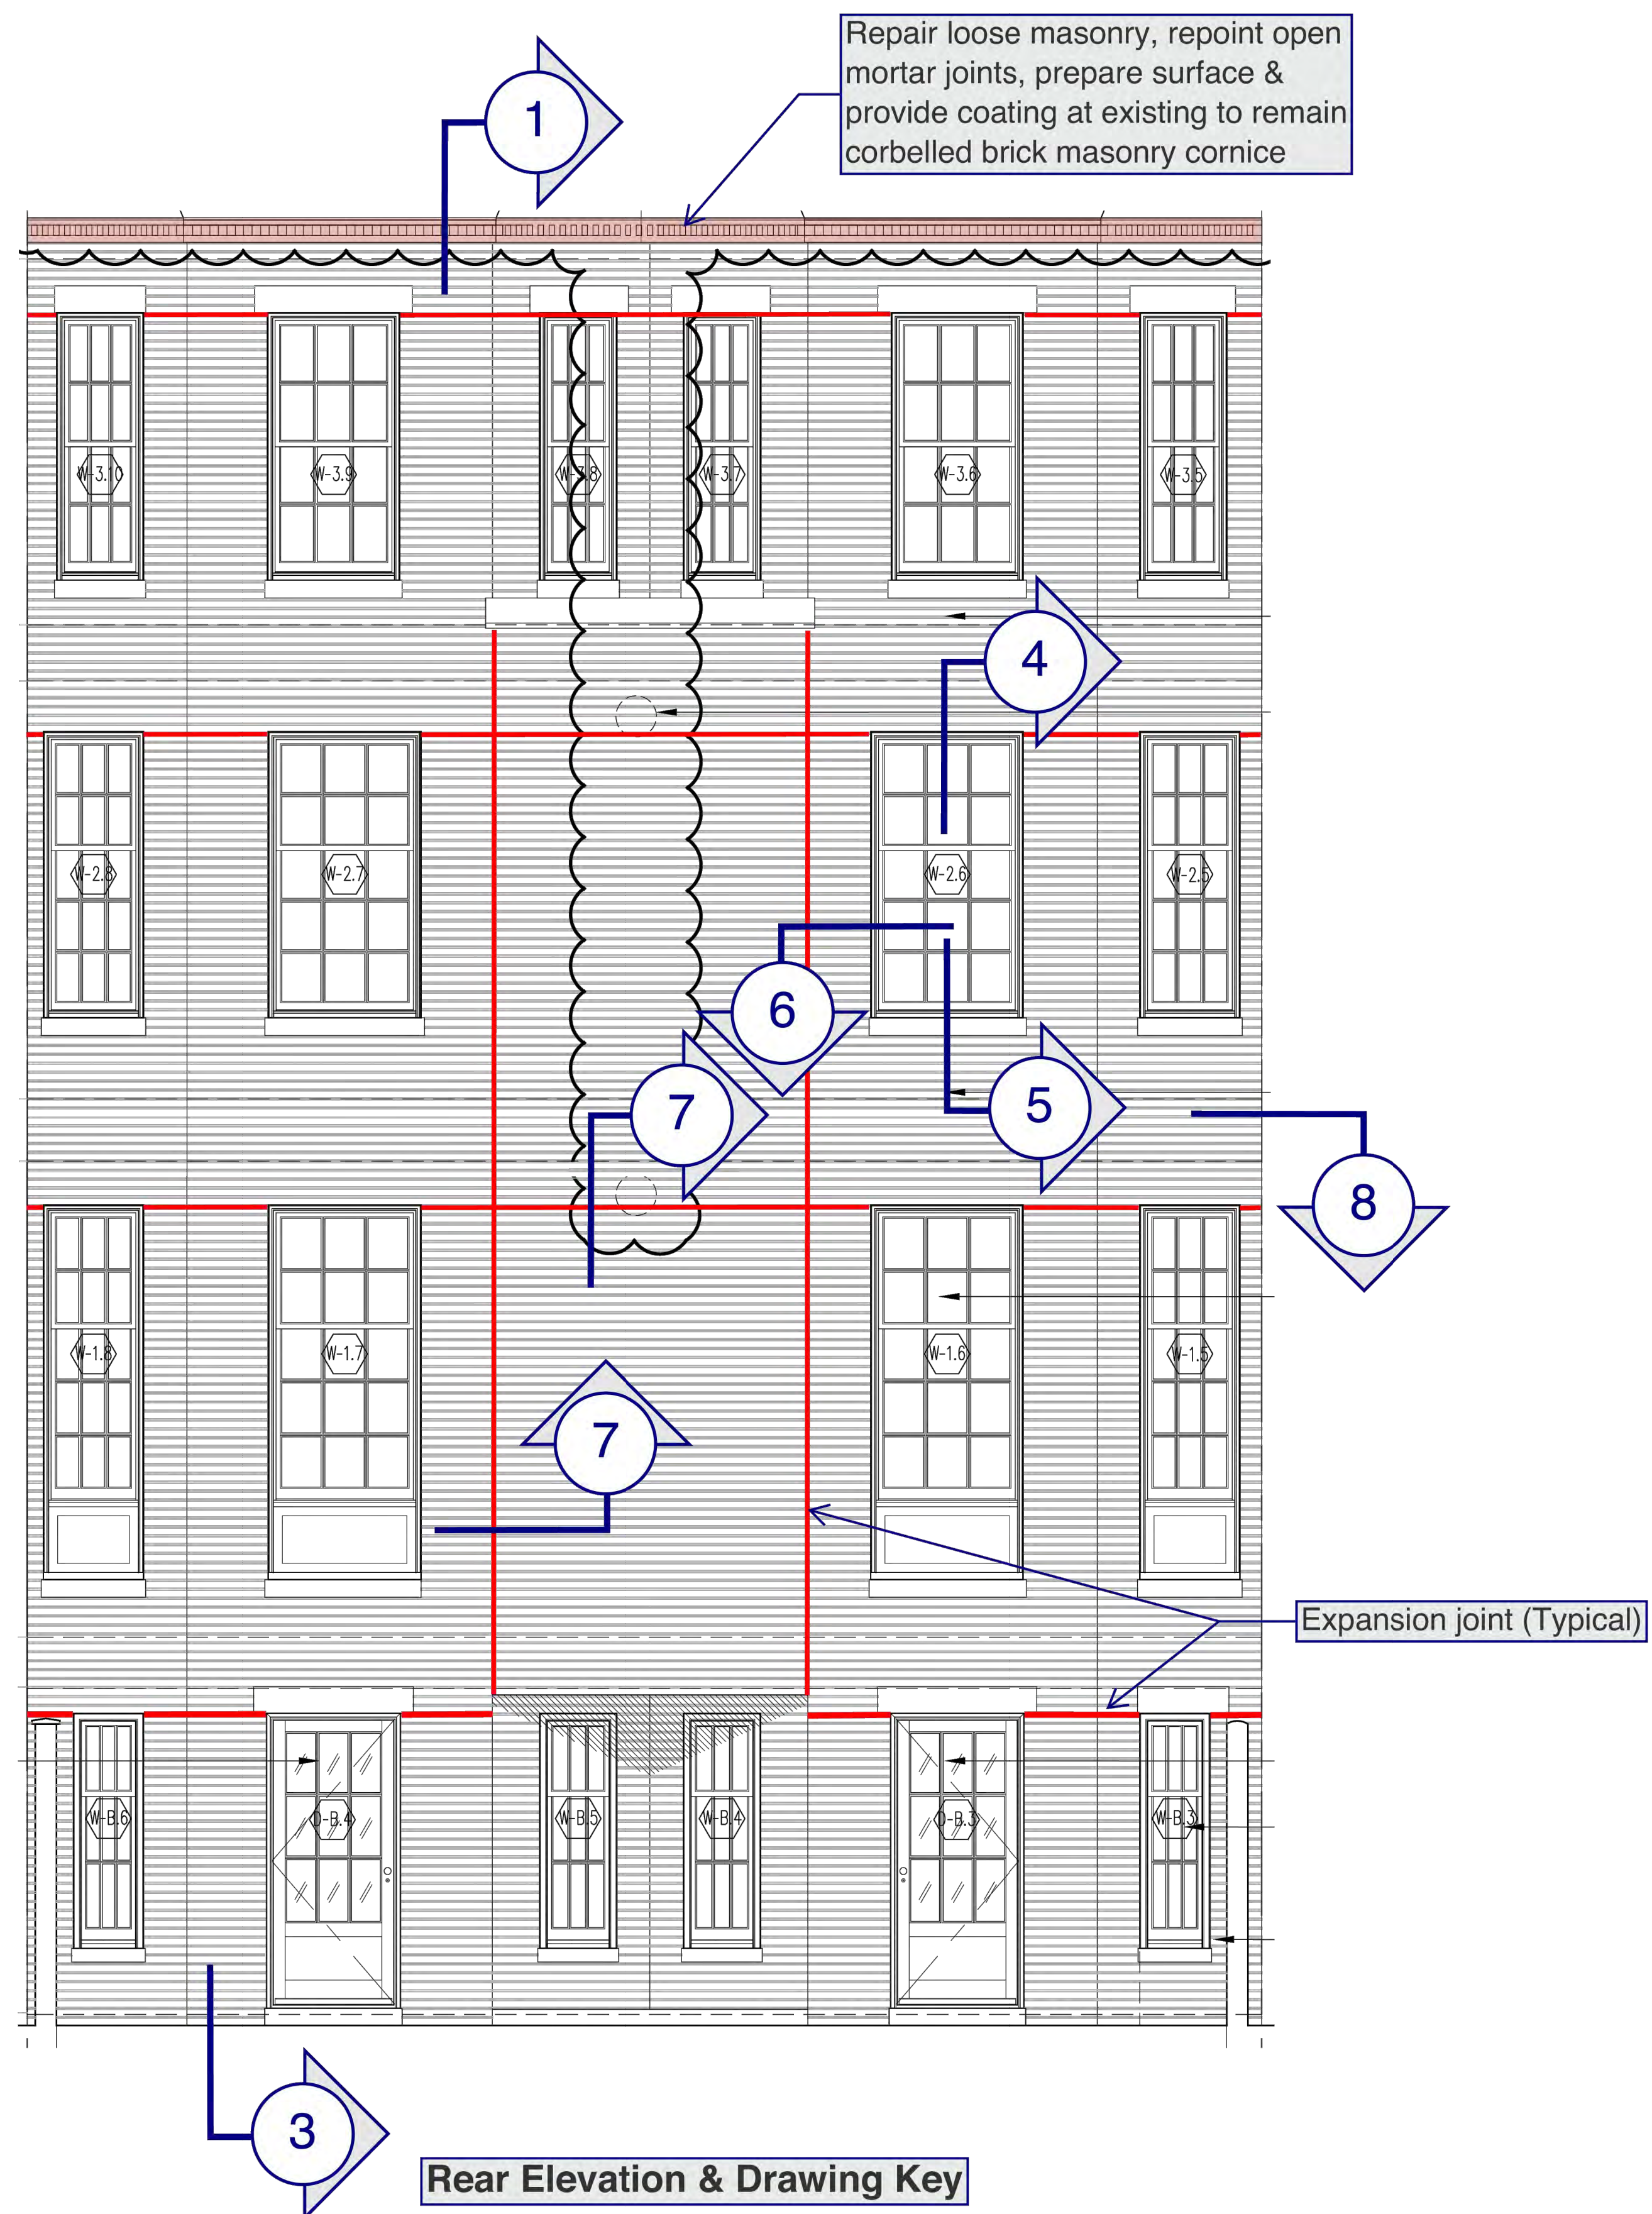 Repair loose masonry, repoint open
mortar joints, prepare surface &
provide coating at existing to remain
corbelled brick masonry cornice
1
W-3.10
W-3.9
W-3.8
W-3.7
W-3.6
W-3.5
4
W-2.8
W-2.7
W-2.6
W-2.5
6
7
5
8
W-1.8
W-1.7
W-1.6
W-1.5
7
Expansion joint (Typical)
W-B.6
D-B.4
W-B.5
W-B.4
D-B.3
W-B.3
3
Rear Elevation & Drawing Key